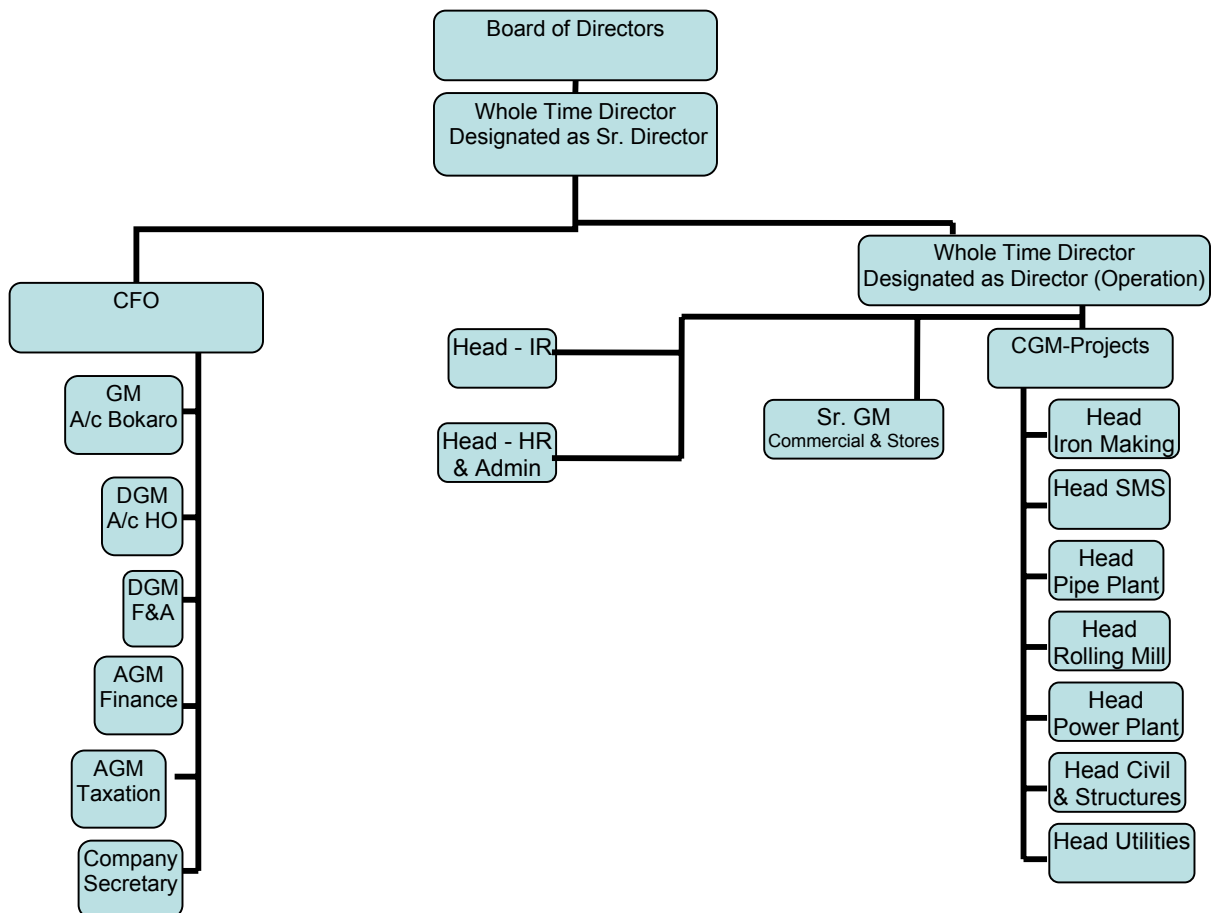 Board of Directors
Whole Time Director
Designated as Sr. Director
Whole Time Director
Designated as Director (Operation)
CFO
GM
A/c Bokaro
DGM
A/c HO
DGM
F&A
AGM
Finance
AGM
Taxation
Company
Secretary
Head - IR
Head - HR
& Admin
Sr. GM
Commercial & Stores
CGM-Projects
Head
Iron Making
Head SMS
Head
Pipe Plant
Head
Rolling Mill
Head
Power Plant
Head Civil
& Structures
Head Utilities